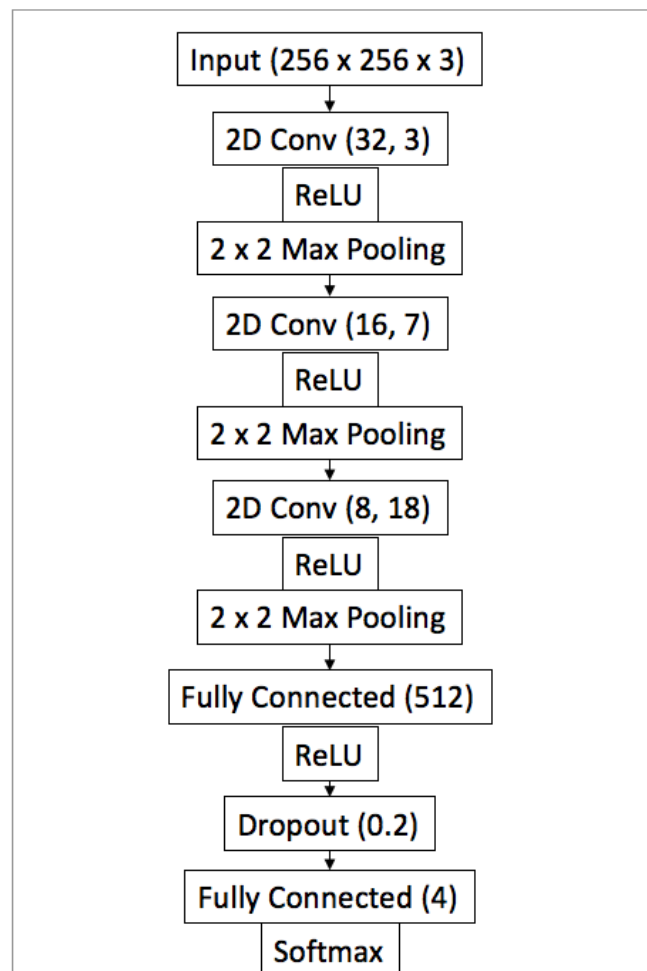 Input (256 x 256 x 3)
2D Conv (32, 3)
ReLU
2 x 2 Max Pooling
2D Conv (16, 7)
ReLU
2 x 2 Max Pooling
2D Conv (8, 18)
ReLU
2 x 2 Max Pooling
Fully Connected (512)
ReLU
Dropout (0.2)
Fully Connected (4)
Softmax